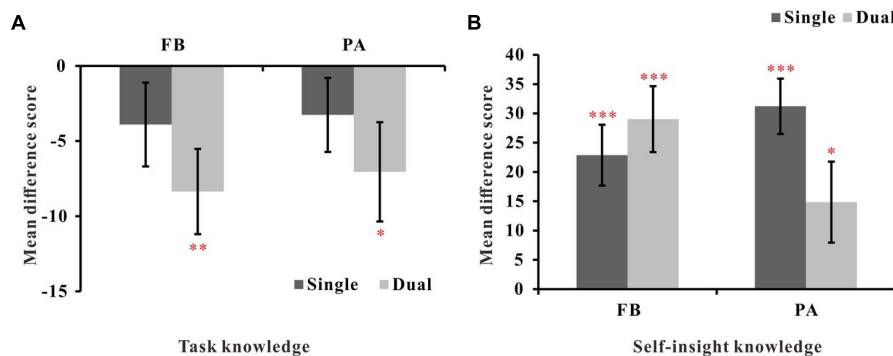 A
FB PA
0
-5
-10
-15
Mean difference score
**
*
Single Dual
Task knowledge
B
Single Dual
40
35
30
25
20
15
10
5
0
Mean difference score
***
***
***
*
FB PA
Self-insight knowledge